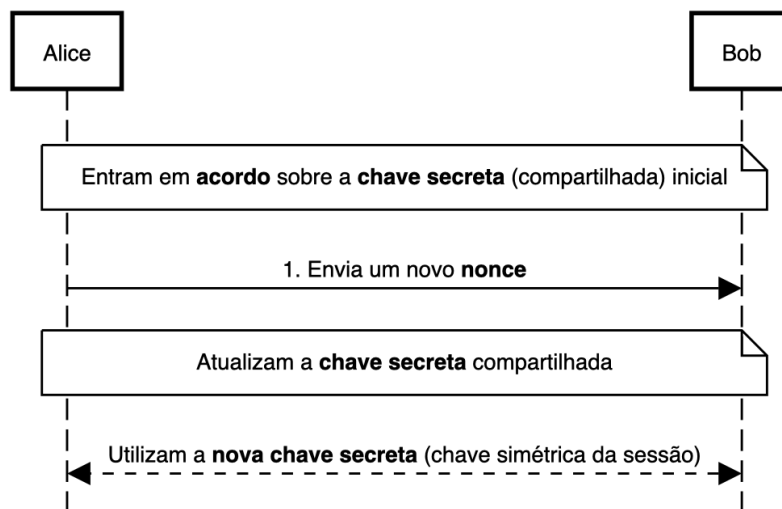 Alice
Bob
Entram em acordo sobre a chave secreta (compartilhada) inicial
1. Envia um novo nonce
Atualizam a chave secreta compartilhada
Utilizam a nova chave secreta (chave simétrica da sessão)